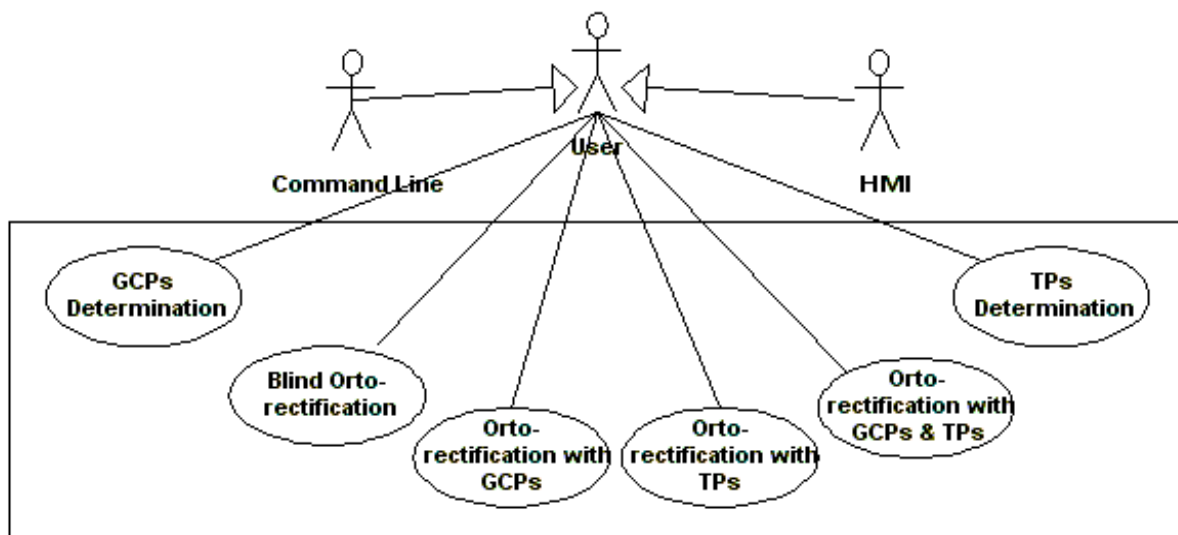 User
Command Line
HMI
GCPs
Determination
TPs
Determination
Blind Orto-
rectification
Orto-
rectification with
GCPs
Orto-
rectification with
TPs
Orto-
rectification with
GCPs & TPs